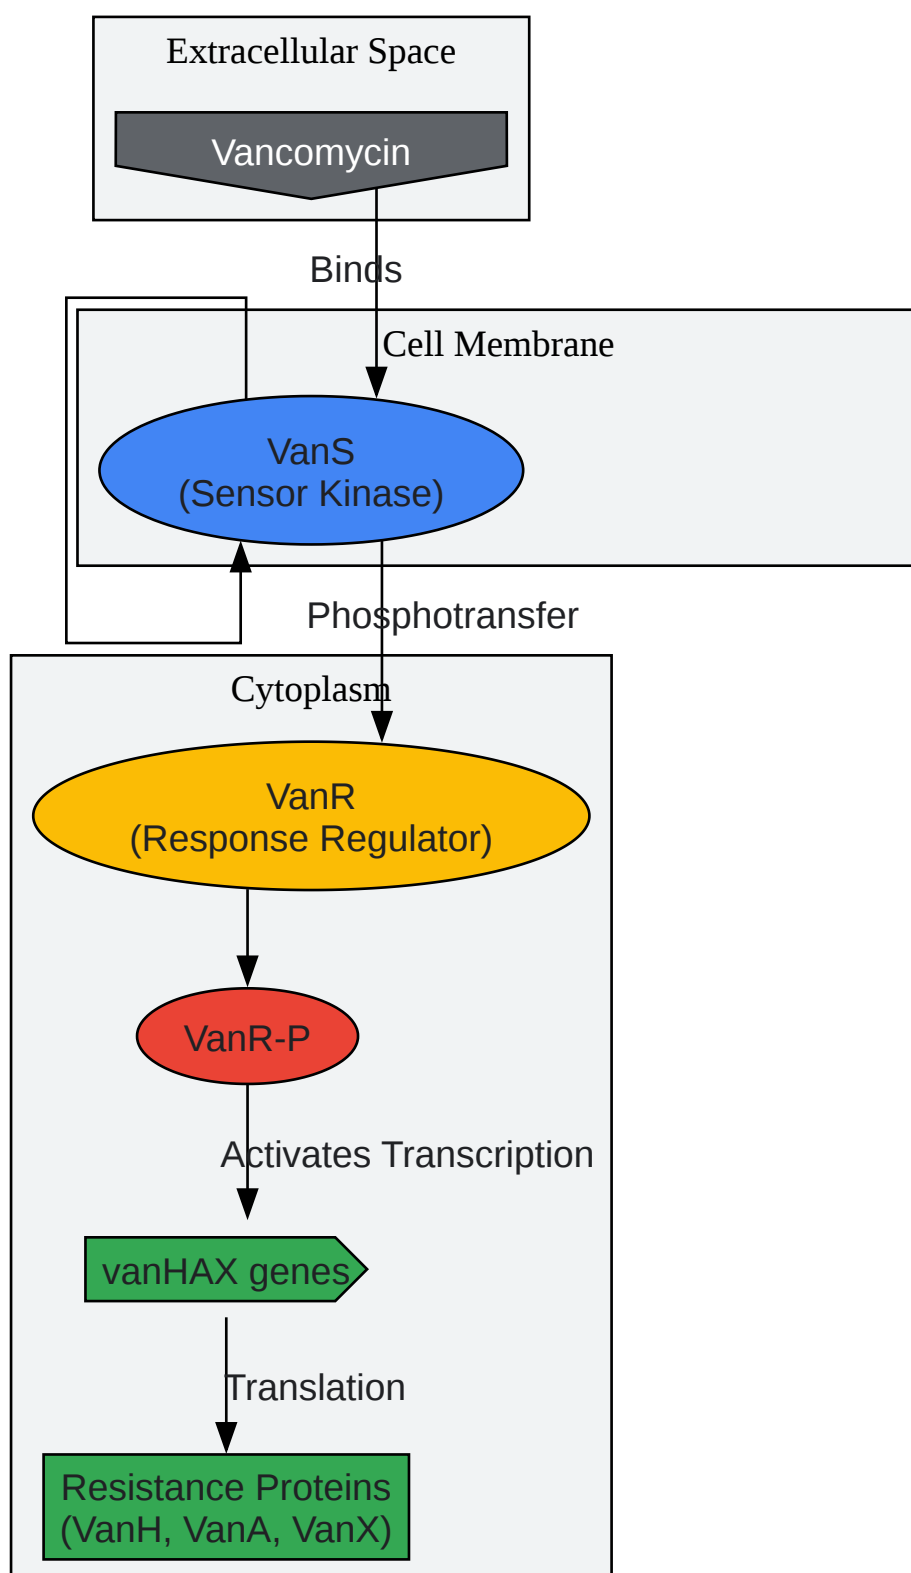 Extracellular Space
Vancomycin
Binds
Cell Membrane
VanS
(Sensor Kinase)
Phosphotransfer
Cytoplasm
VanR
(Response Regulator)
VanR-P
Activates Transcription
vanHAX genes
Translation
Resistance Proteins
(VanH, VanA, VanX)